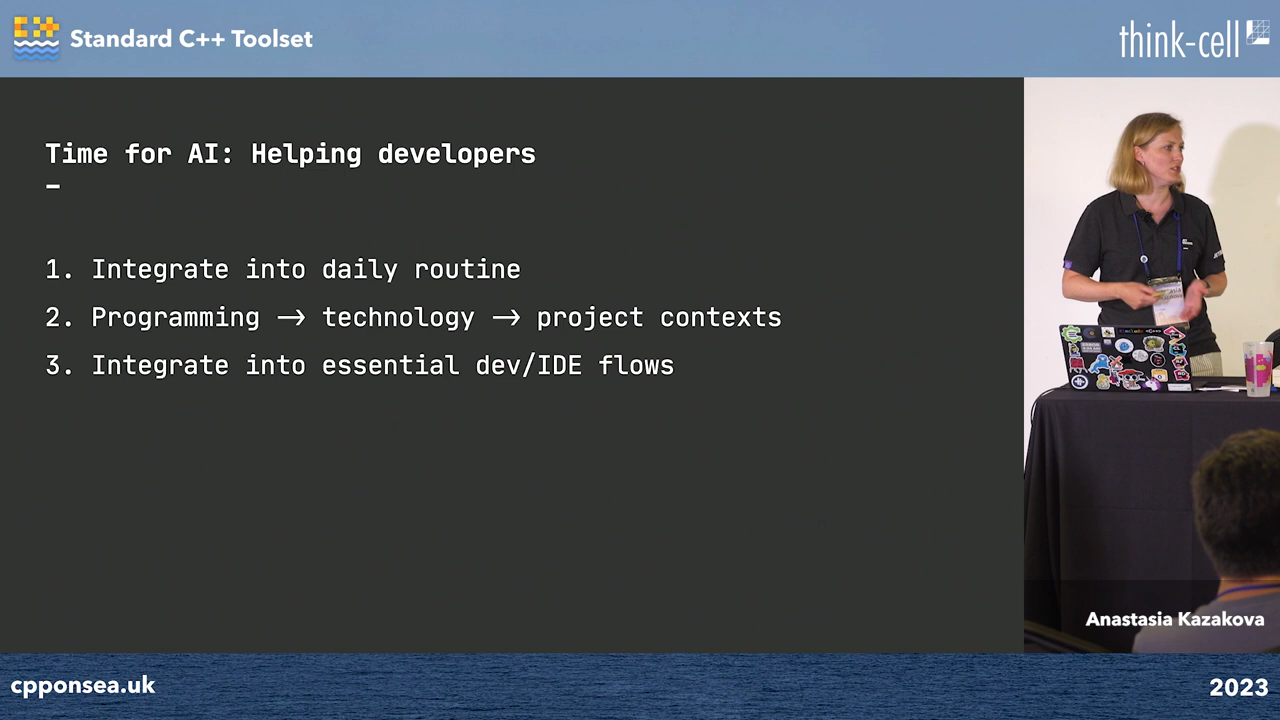 C++
Standard C++ Toolset
think-cell
Time for AI: Helping developers
–
1. Integrate into daily routine
2. Programming → technology → project contexts
3. Integrate into essential dev/IDE flows
Anastasia Kazakova
cpponsea.uk
2023